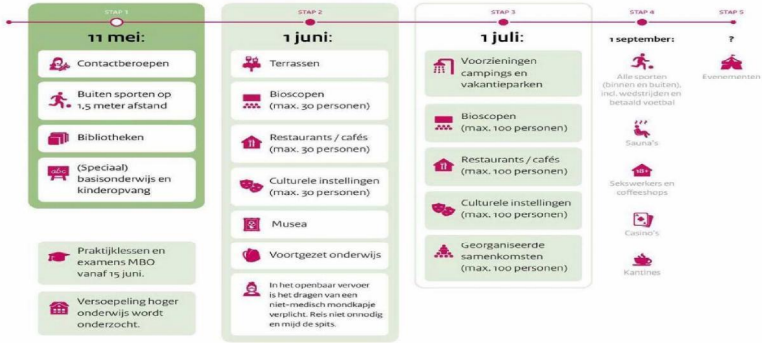 STAP 1
11 mei:
Contactberoepen
Buiten sporten op
1,5 meter afstand
Bibliotheken
abc
(Speciaal)
basisonderwijs en
kinderopvang
Praktijklessen en
examens MBO
vanaf 15 juni.
Versoepeling hoger
onderwijs wordt
onderzocht.
STAP 2
1 juni:
Terrassen
Bioscopen
(max. 30 personen)
Restaurants / cafés
(max. 30 personen)
Culturele instellingen
(max. 30 personen)
Musea
Voortgezet onderwijs
In het openbaar vervoer
is het dragen van een
niet-medisch mondkapje
verplicht. Reis niet onnodig
en mijd de spits.
STAP 3
1 juli:
Voorzieningen
campings en
vakantieparken
Bioscopen
(max. 100 personen)
Restaurants / cafés
(max. 100 personen)
Culturele instellingen
(max. 100 personen)
Georganiseerde
samenkomsten
(max. 100 personen)
STAP 4
1 september:
Alle sporten
(binnen en buiten),
incl. wedstrijden en
betaald voetbal
Sauna's
18+
Sekswerkers en
coffeeshops
Casino's
Kantines
STAP 5
?
Evenementen